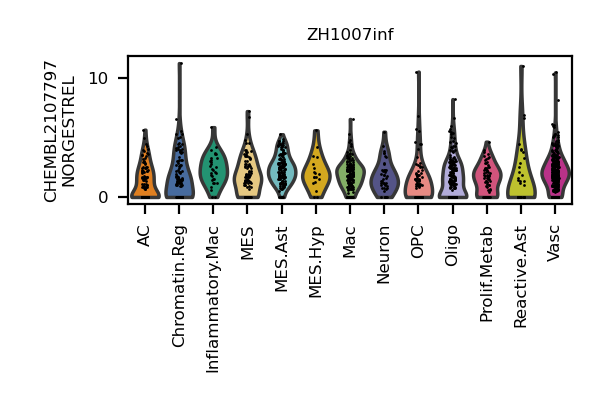 ZH1007inf
CHEMBL2107797
NORGESTREL
10
0
AC
Chromatin.Reg
Inflammatory.Mac
MES
MES.Ast
MES.Hyp
Mac
Neuron
OPC
Oligo
Prolif.Metab
Reactive.Ast
Vasc